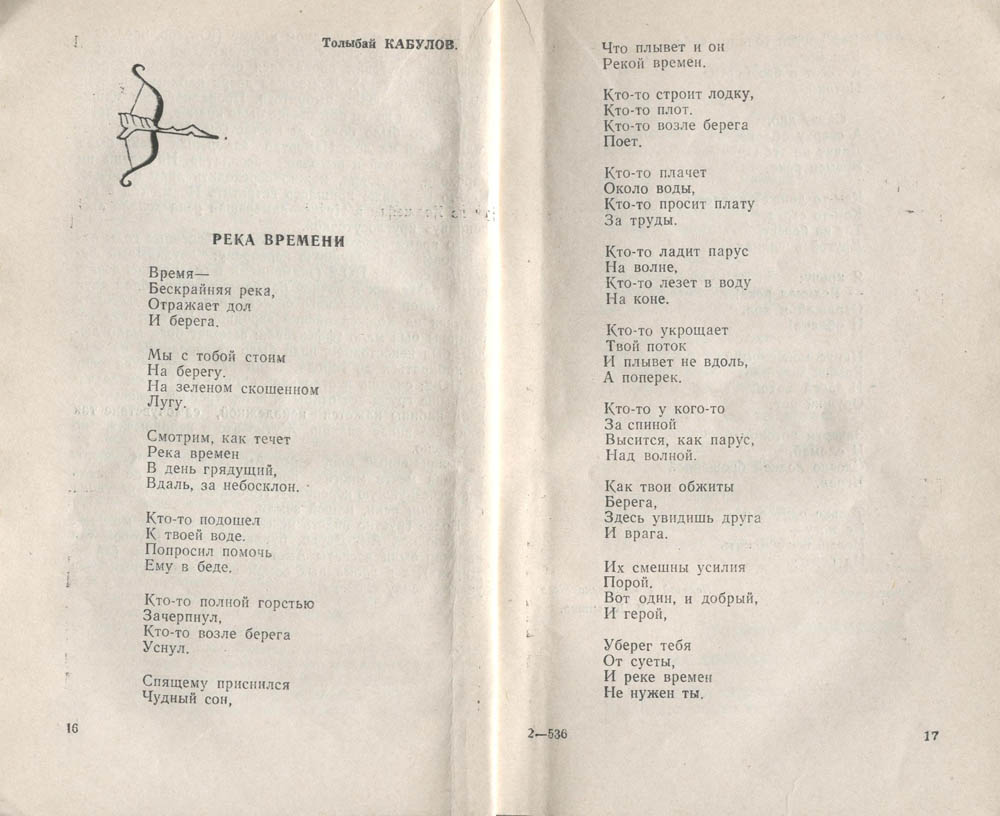 Толыбай КАБУЛОВ.
РЕКА ВРЕМЕНИ
Время—
Бескрайняя река,
Отражает дол
И берега.
Мы с тобой стоим
На берегу.
На зеленом скошенном
Лугу.
Смотрим, как течет
Река времен
В день грядущий,
Вдаль, за небосклон.
Кто-то подошел
К твоей воде.
Попросил помочь
Ему в беде.
Кто-то полной горстью
Зачерпнул,
Кто-то возле берега
Уснул.
Спящему приснился
Чудный сон,
16
Что плывет и он
Рекой времен.
Кто-то строит лодку,
Кто-то плот.
Кто-то возле берега
Поет.
Кто-то плачет
Около воды,
Кто-то просит плату
За труды.
Кто-то ладит парус
На волне,
Кто-то лезет в воду
На коне.
Кто-то укрощает
Твой поток
И плывет не вдоль,
А поперек.
Кто-то у кого-то
За спиной
Высится, как парус,
Над волной.
Как твои обжиты
Берега,
Здесь увидишь друга
И врага.
Их смешны усилия
Порой.
Вот один, и добрый,
И герой,
Уберег тебя
От суеты,
И реке времен
Не нужен ты.
2—536
17